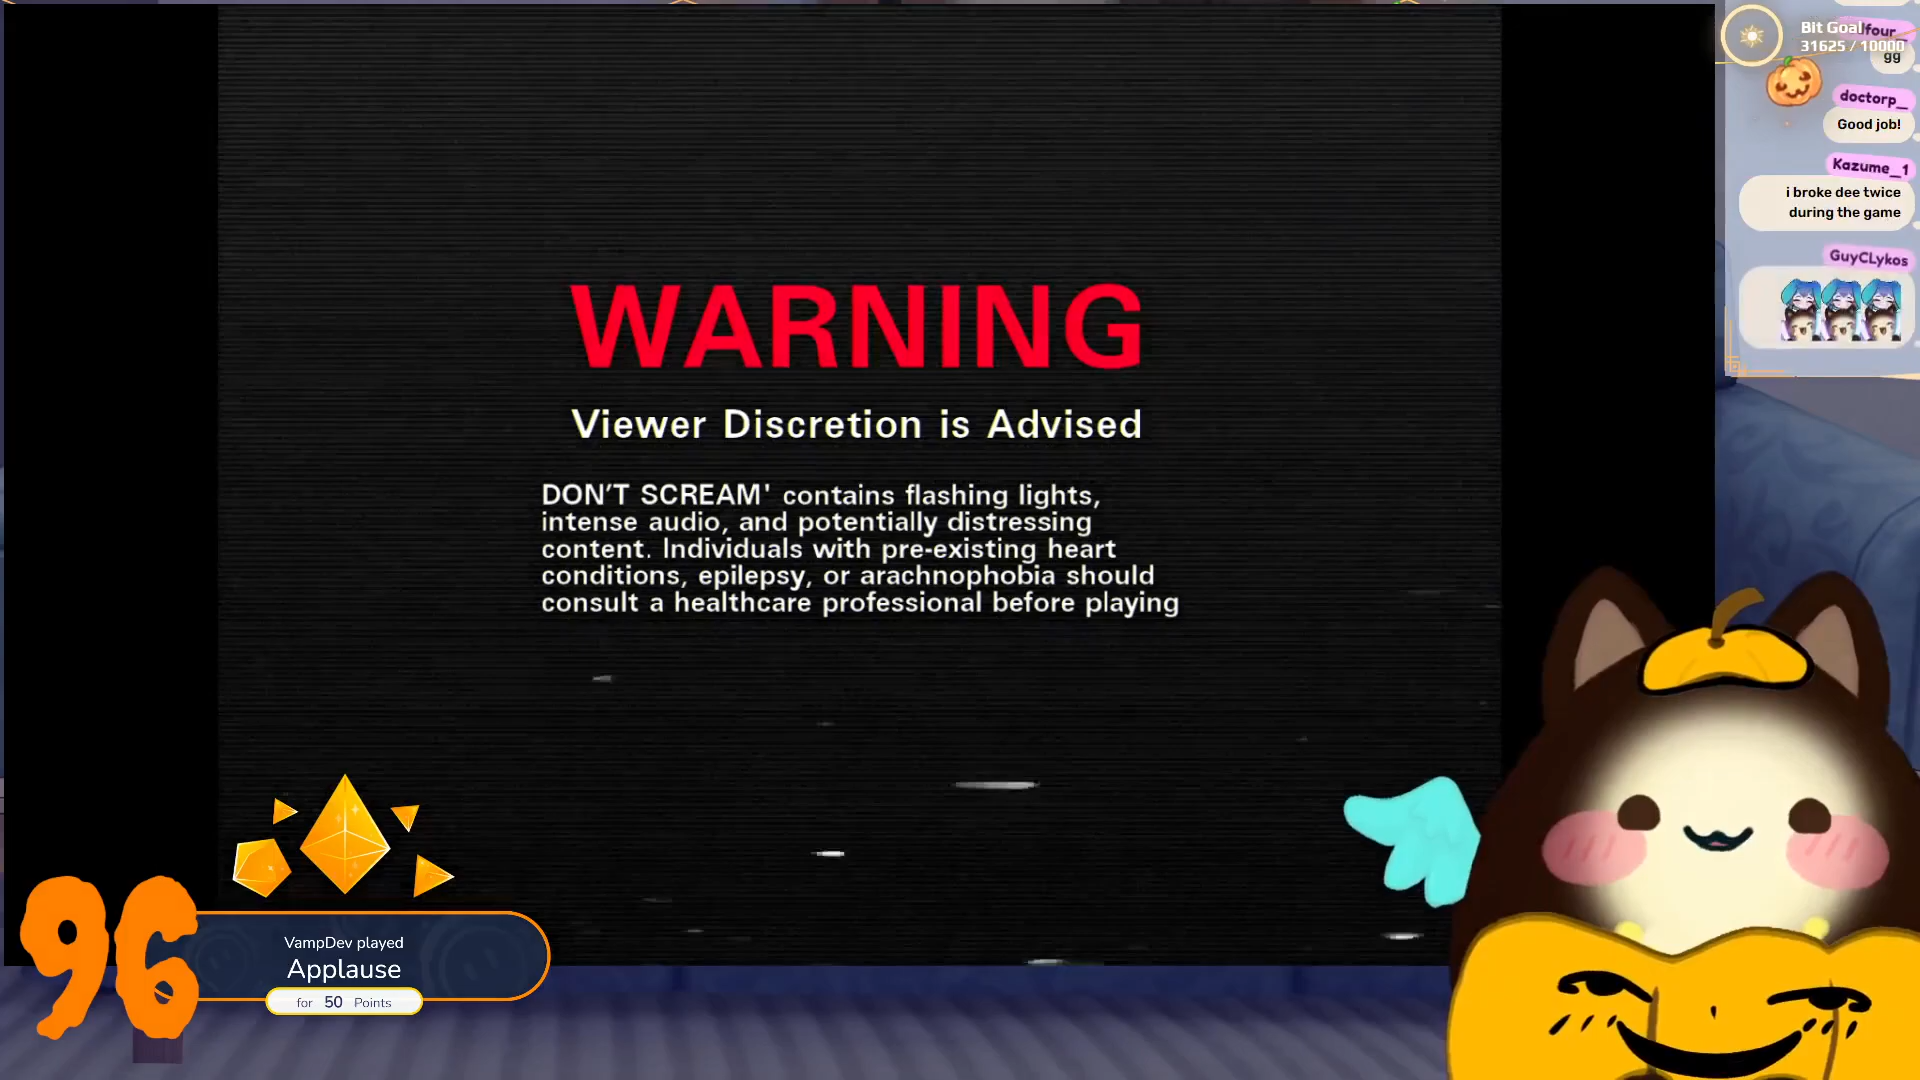 WARNING
Viewer Discretion is Advised
DON'T SCREAM' contains flashing lights,
intense audio, and potentially distressing
content. Individuals with pre-existing heart
conditions, epilepsy, or arachnophobia should
consult a healthcare professional before playing
Bit Goal
31625 / 10000
lfour_
gg
doctorp_
Good job!
Kazume_1
i broke dee twice
during the game
GuyCLykos
96
VampDev played
Applause
for 50 Points